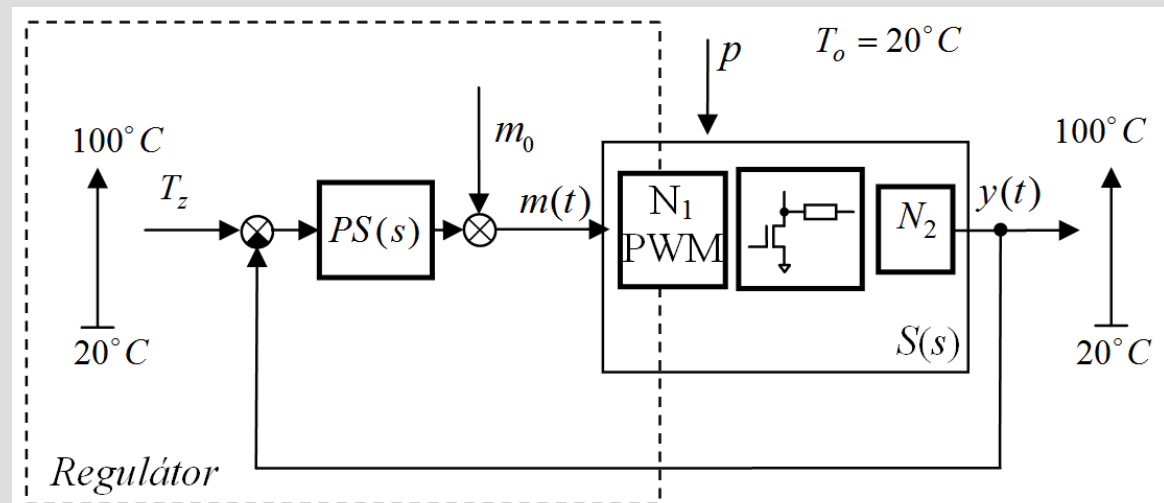 p
T_o = 20°C
100°C
T_z
20°C
PS(s)
m_0
m(t)
N_1
PWM
N_2
S(s)
y(t)
100°C
20°C
Regulátor